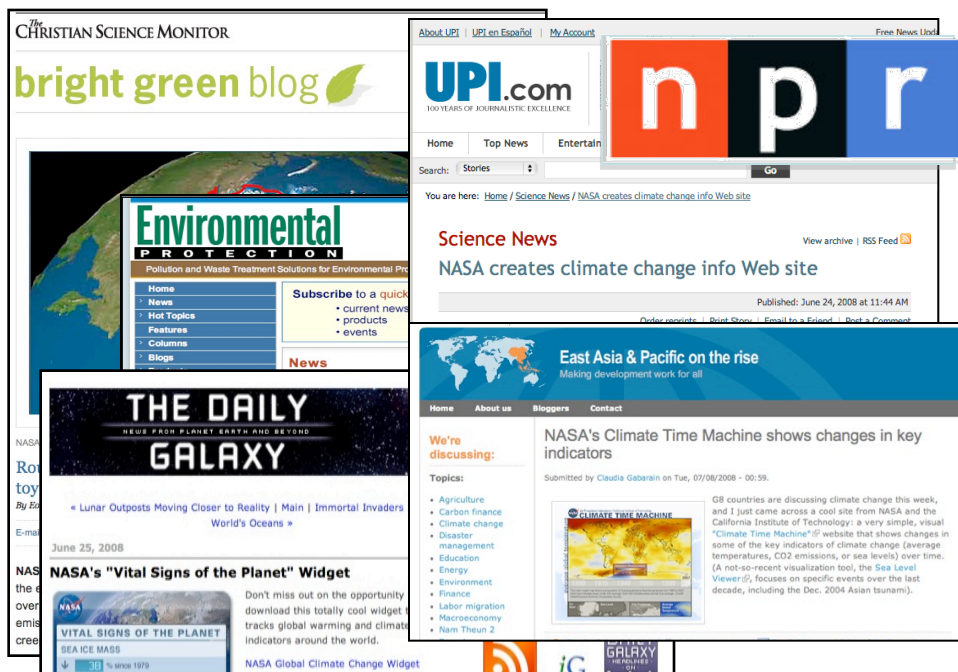 The
CHRISTIAN SCIENCE MONITOR
bright green blog
About UPI | UPI en Español | My Account
Free News
UPI.com
100 YEARS OF JOURNALISTIC EXCELLENCE
npr
Home Top News
Search: Stories Go
You are here: Home / Science News / NASA creates climate change info Web site
Science News
View archive | RSS Feed
NASA creates climate change info Web site
Published: June 24, 2008 at 11:44 AM
Order reprints | Print Story | Email to a Friend | Post a Comment
Environmental
PROTECTION
Pollution and Waste Treatment Solutions for Environmental
Home
News
Hot Topics
Features
Columns
Blogs
Subscribe to a quick
• current news
• products
• events
News
East Asia & Pacific on the rise
Making development work for all
Home About us Bloggers Contact
We're
discussing:
Topics:
• Agriculture
• Carbon finance
• Climate change
• Disaster
management
• Education
• Energy
• Environment
• Finance
• Labor migration
• Macroeconomy
• Nam Theun 2
NASA's Climate Time Machine shows changes in key
indicators
Submitted by Claudia Gabarain on Tue, 07/08/2008 - 00:59.
CLIMATE TIME MACHINE
G8 countries are discussing climate change this week,
and I just came across a cool site from NASA and the
California Institute of Technology: a very simple, visual
"Climate Time Machine" website that shows changes in
some of the key indicators of climate change (average
temperatures, CO2 emissions, or sea levels) over time.
(A not-so-recent visualization tool, the Sea Level
Viewer, focuses on specific events over the last
decade, including the Dec. 2004 Asian tsunami).
THE DAILY
NEWS FROM PLANET EARTH AND BEYOND
GALAXY
« Lunar Outposts Moving Closer to Reality | Main | Immortal Invaders
World's Oceans »
June 25, 2008
NASA's "Vital Signs of the Planet" Widget
NASA
VITAL SIGNS OF THE PLANET
SEA ICE MASS
38 % since 1979
Don't miss out on the opportunity
download this totally cool widget
tracks global warming and climate
indicators around the world.
NASA Global Climate Change Widget
NASA
toy
By
NAS
the
over
emis
cree
iG
DAILY
GALAXY
HEADLINES
ON